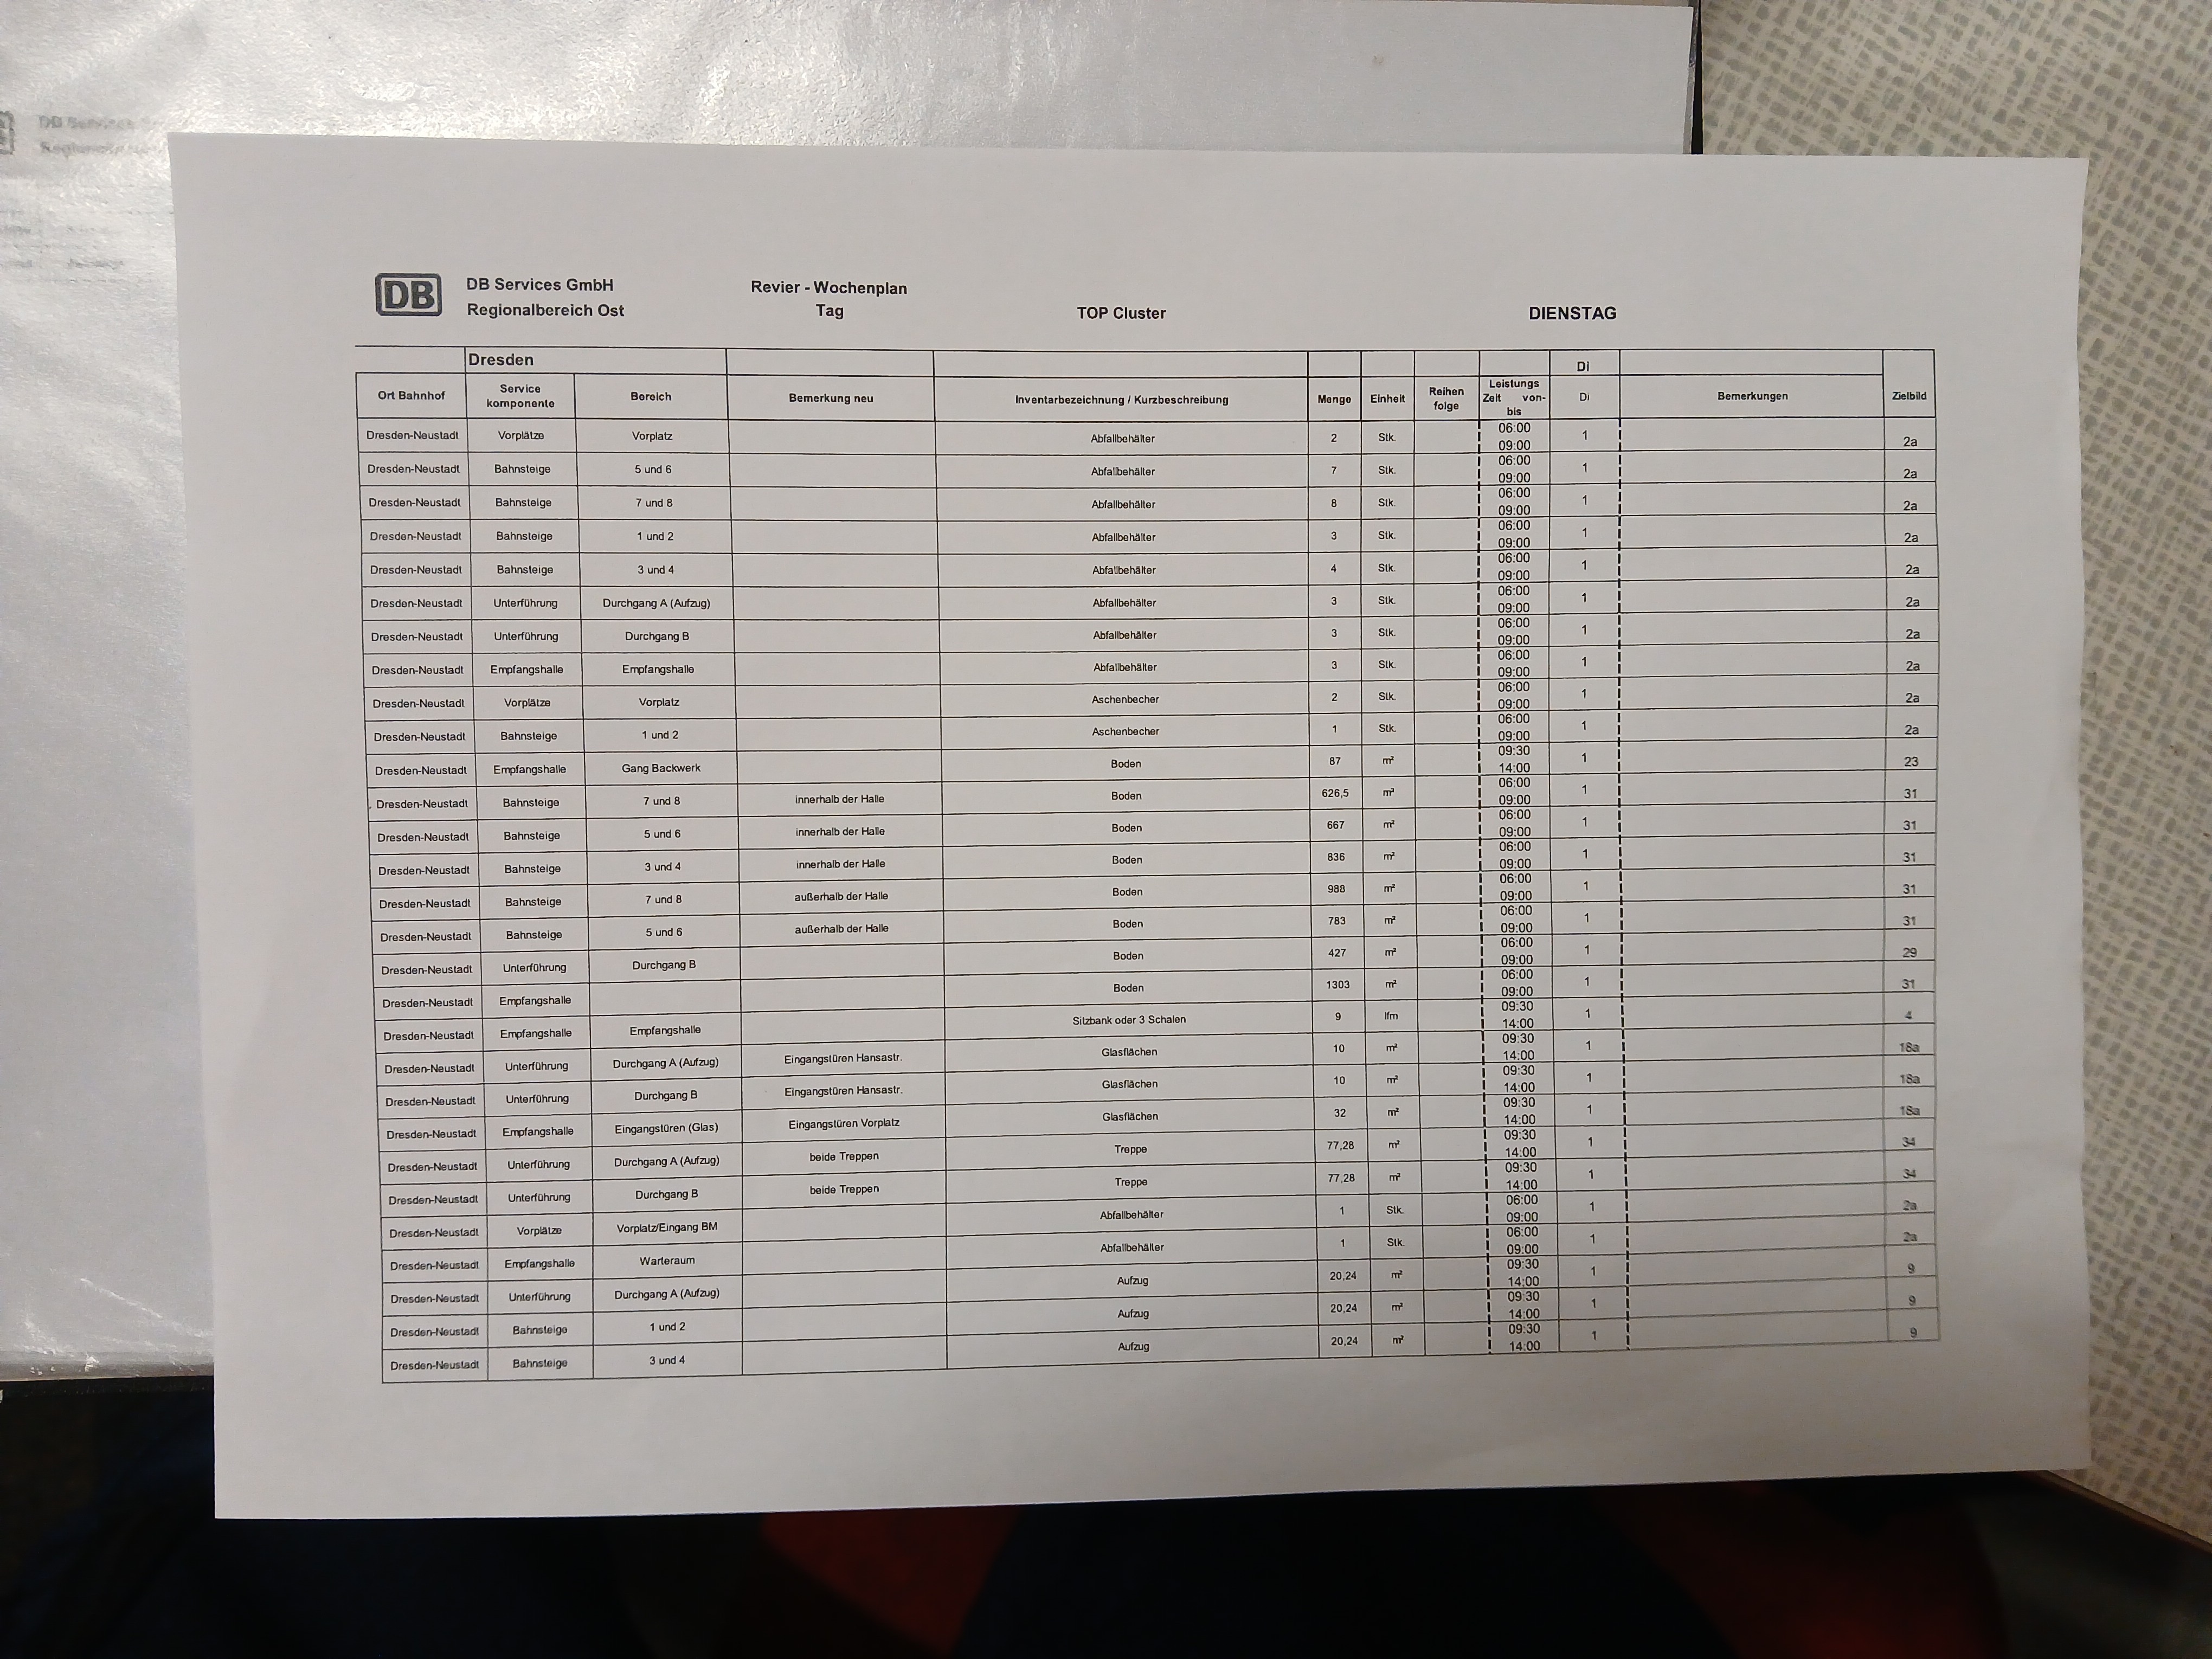 DB Services
DB
DB Services GmbH
Regionalbereich Ost
Revier - Wochenplan
Tag
TOP Cluster
DIENSTAG
Dresden Di
Ort Bahnhof Service komponente Bereich Bemerkung neu Inventarbezeichnung / Kurzbeschreibung Menge Einheit Reihen folge Leistungs Zeit von- bis Di Bemerkungen Zielbild
Dresden-Neustadt Vorplätze Vorplatz Abfallbehälter 2 Stk. 06:00 09:00 1 2a
Dresden-Neustadt Bahnsteige 5 und 6 Abfallbehälter 7 Stk. 06:00 09:00 1 2a
Dresden-Neustadt Bahnsteige 7 und 8 Abfallbehälter 8 Stk. 06:00 09:00 1 2a
Dresden-Neustadt Bahnsteige 1 und 2 Abfallbehälter 3 Stk. 06:00 09:00 1 2a
Dresden-Neustadt Bahnsteige 3 und 4 Abfallbehälter 4 Stk. 06:00 09:00 1 2a
Dresden-Neustadt Unterführung Durchgang A (Aufzug) Abfallbehälter 3 Stk. 06:00 09:00 1 2a
Dresden-Neustadt Unterführung Durchgang B Abfallbehälter 3 Stk. 06:00 09:00 1 2a
Dresden-Neustadt Empfangshalle Empfangshalle Abfallbehälter 3 Stk. 06:00 09:00 1 2a
Dresden-Neustadt Vorplätze Vorplatz Aschenbecher 2 Stk. 06:00 09:00 1 2a
Dresden-Neustadt Bahnsteige 1 und 2 Aschenbecher 1 Stk. 06:00 09:00 1 2a
Dresden-Neustadt Empfangshalle Gang Backwerk Boden 87 m² 09:30 14:00 1 23
Dresden-Neustadt Bahnsteige 7 und 8 innerhalb der Halle Boden 626,5 m² 06:00 09:00 1 31
Dresden-Neustadt Bahnsteige 5 und 6 innerhalb der Halle Boden 667 m² 06:00 09:00 1 31
Dresden-Neustadt Bahnsteige 3 und 4 innerhalb der Halle Boden 836 m² 06:00 09:00 1 31
Dresden-Neustadt Bahnsteige 7 und 8 außerhalb der Halle Boden 988 m² 06:00 09:00 1 31
Dresden-Neustadt Bahnsteige 5 und 6 außerhalb der Halle Boden 783 m² 06:00 09:00 1 31
Dresden-Neustadt Unterführung Durchgang B Boden 427 m² 06:00 09:00 1 29
Dresden-Neustadt Empfangshalle Boden 1303 m² 06:00 09:00 1 31
Dresden-Neustadt Empfangshalle Empfangshalle Sitzbank oder 3 Schalen 9 lfm 09:30 14:00 1 4
Dresden-Neustadt Unterführung Durchgang A (Aufzug) Eingangstüren Hansastr. Glasflächen 10 m² 09:30 14:00 1 18a
Dresden-Neustadt Unterführung Durchgang B Eingangstüren Hansastr. Glasflächen 10 m² 09:30 14:00 1 18a
Dresden-Neustadt Empfangshalle Eingangstüren (Glas) Eingangstüren Vorplatz Glasflächen 32 m² 09:30 14:00 1 18a
Dresden-Neustadt Unterführung Durchgang A (Aufzug) beide Treppen Treppe 77,28 m² 09:30 14:00 1 34
Dresden-Neustadt Unterführung Durchgang B beide Treppen Treppe 77,28 m² 09:30 14:00 1 34
Dresden-Neustadt Vorplätze Vorplatz/Eingang BM Abfallbehälter 1 Stk. 06:00 09:00 1 2a
Dresden-Neustadt Empfangshalle Warteraum Abfallbehälter 1 Stk. 06:00 09:00 1 2a
Dresden-Neustadt Unterführung Durchgang A (Aufzug) Aufzug 20,24 m² 09:30 14:00 1 9
Dresden-Neustadt Bahnsteige 1 und 2 Aufzug 20,24 m² 09:30 14:00 1 9
Dresden-Neustadt Bahnsteige 3 und 4 Aufzug 20,24 m² 09:30 14:00 1 9